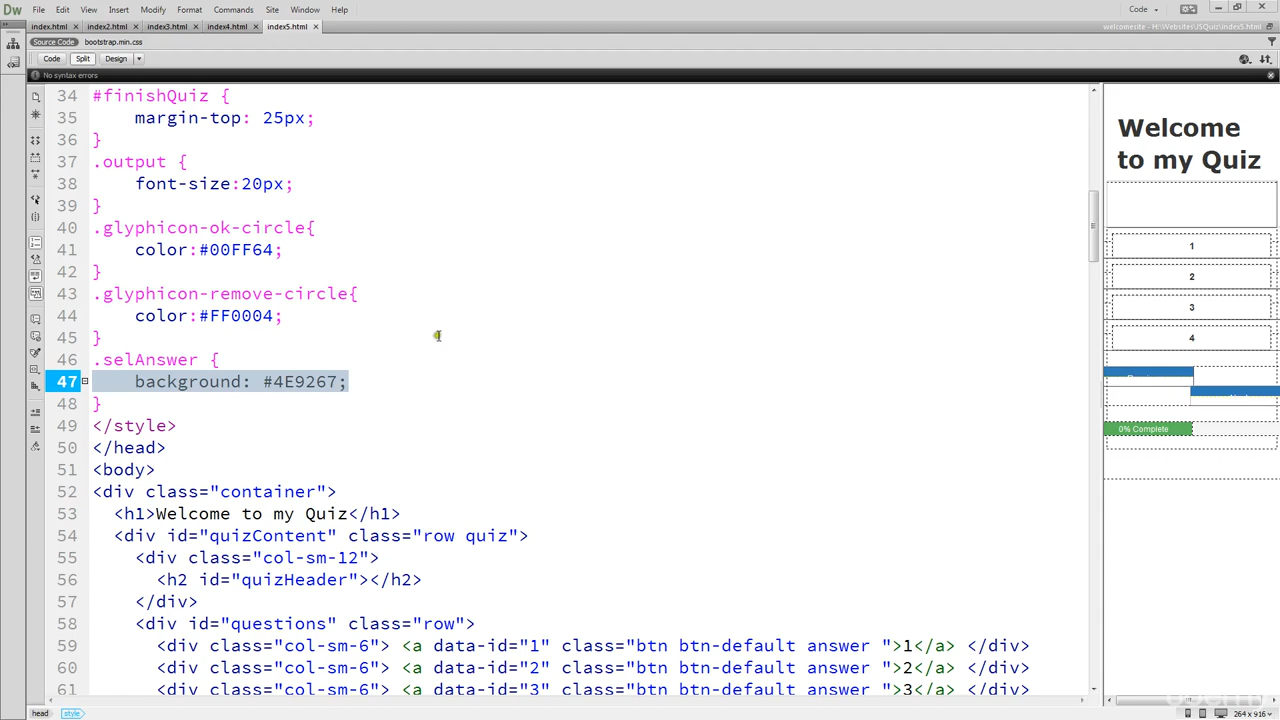 Dw File Edit View Insert Modify Format Commands Site Window Help Code
index.html × index2.html × index3.html × index4.html × index5.html × welcomesite - H:\Websites\JSQuiz\index5.html
Source Code bootstrap.min.css
Code Split Design
No syntax errors
34 #finishQuiz {
35 margin-top: 25px;
36 }
37 .output {
38 font-size:20px;
39 }
40 .glyphicon-ok-circle{
41 color:#00FF64;
42 }
43 .glyphicon-remove-circle{
44 color:#FF0004;
45 }
46 .selAnswer {
47 background: #4E9267;
48 }
49 </style>
50 </head>
51 <body>
52 <div class="container">
53 <h1>Welcome to my Quiz</h1>
54 <div id="quizContent" class="row quiz">
55 <div class="col-sm-12">
56 <h2 id="quizHeader"></h2>
57 </div>
58 <div id="questions" class="row">
59 <div class="col-sm-6"> <a data-id="1" class="btn btn-default answer ">1</a> </div>
60 <div class="col-sm-6"> <a data-id="2" class="btn btn-default answer ">2</a> </div>
61 <div class="col-sm-6"> <a data-id="3" class="btn btn-default answer ">3</a> </div>
Welcome
to my Quiz
1
2
3
4
0% Complete
head style 264 x 916